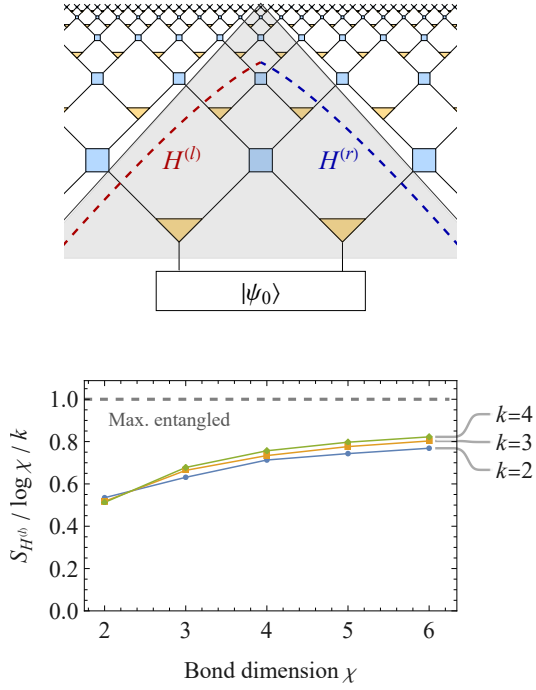 H^{(l)} H^{(r)}
|ψ₀⟩
1.0
Max. entangled
0.8
0.6
0.4
0.2
0.0
S_{H^{(l)}} / log χ / k
2 3 4 5 6
Bond dimension χ
k=4
k=3
k=2